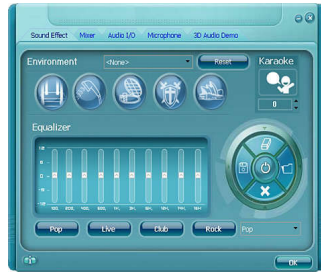 Sound Effect Mixer Audio I/O Microphone 3D Audio Demo
Environment <None> Reset Karaoke
0
Equalizer
Pop Live Club Rock Pop
OK